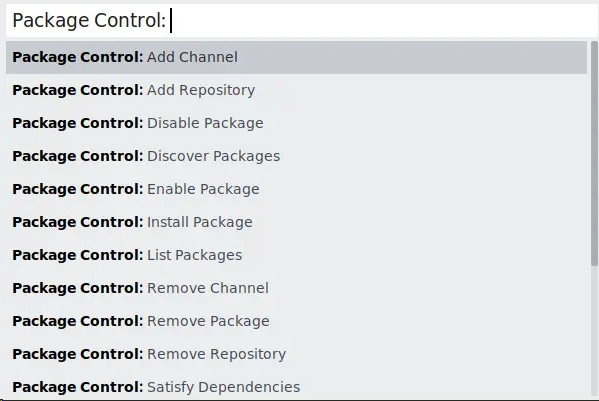 Package Control:
Package Control: Add Channel
Package Control: Add Repository
Package Control: Disable Package
Package Control: Discover Packages
Package Control: Enable Package
Package Control: Install Package
Package Control: List Packages
Package Control: Remove Channel
Package Control: Remove Package
Package Control: Remove Repository
Package Control: Satisfy Dependencies